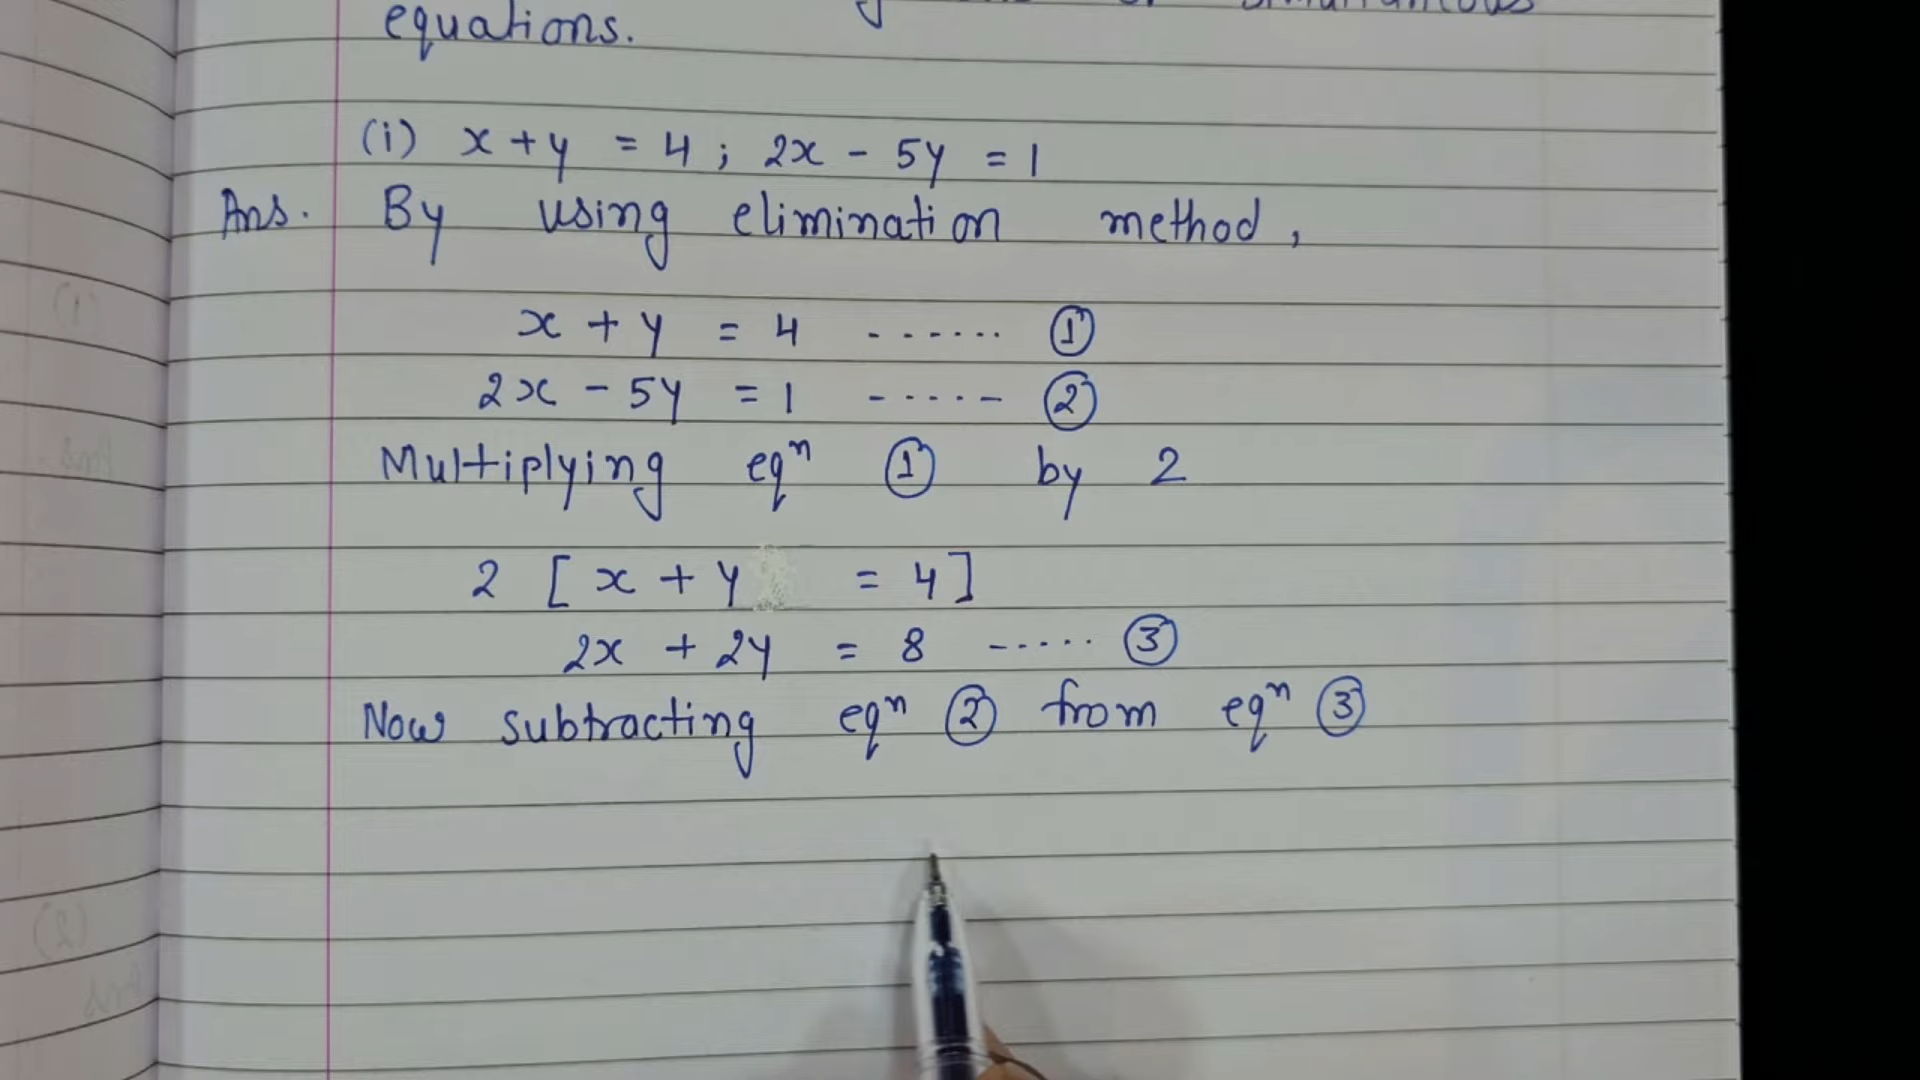 equations.
(i) x + y = 4 ; 2x - 5y = 1
Ans. By using elimination method,
x + y = 4 ...... ①
2x - 5y = 1 ...... ②
Multiplying eqⁿ ① by 2
2 [ x + y = 4 ]
2x + 2y = 8 ...... ③
Now subtracting eqⁿ ② from eqⁿ ③